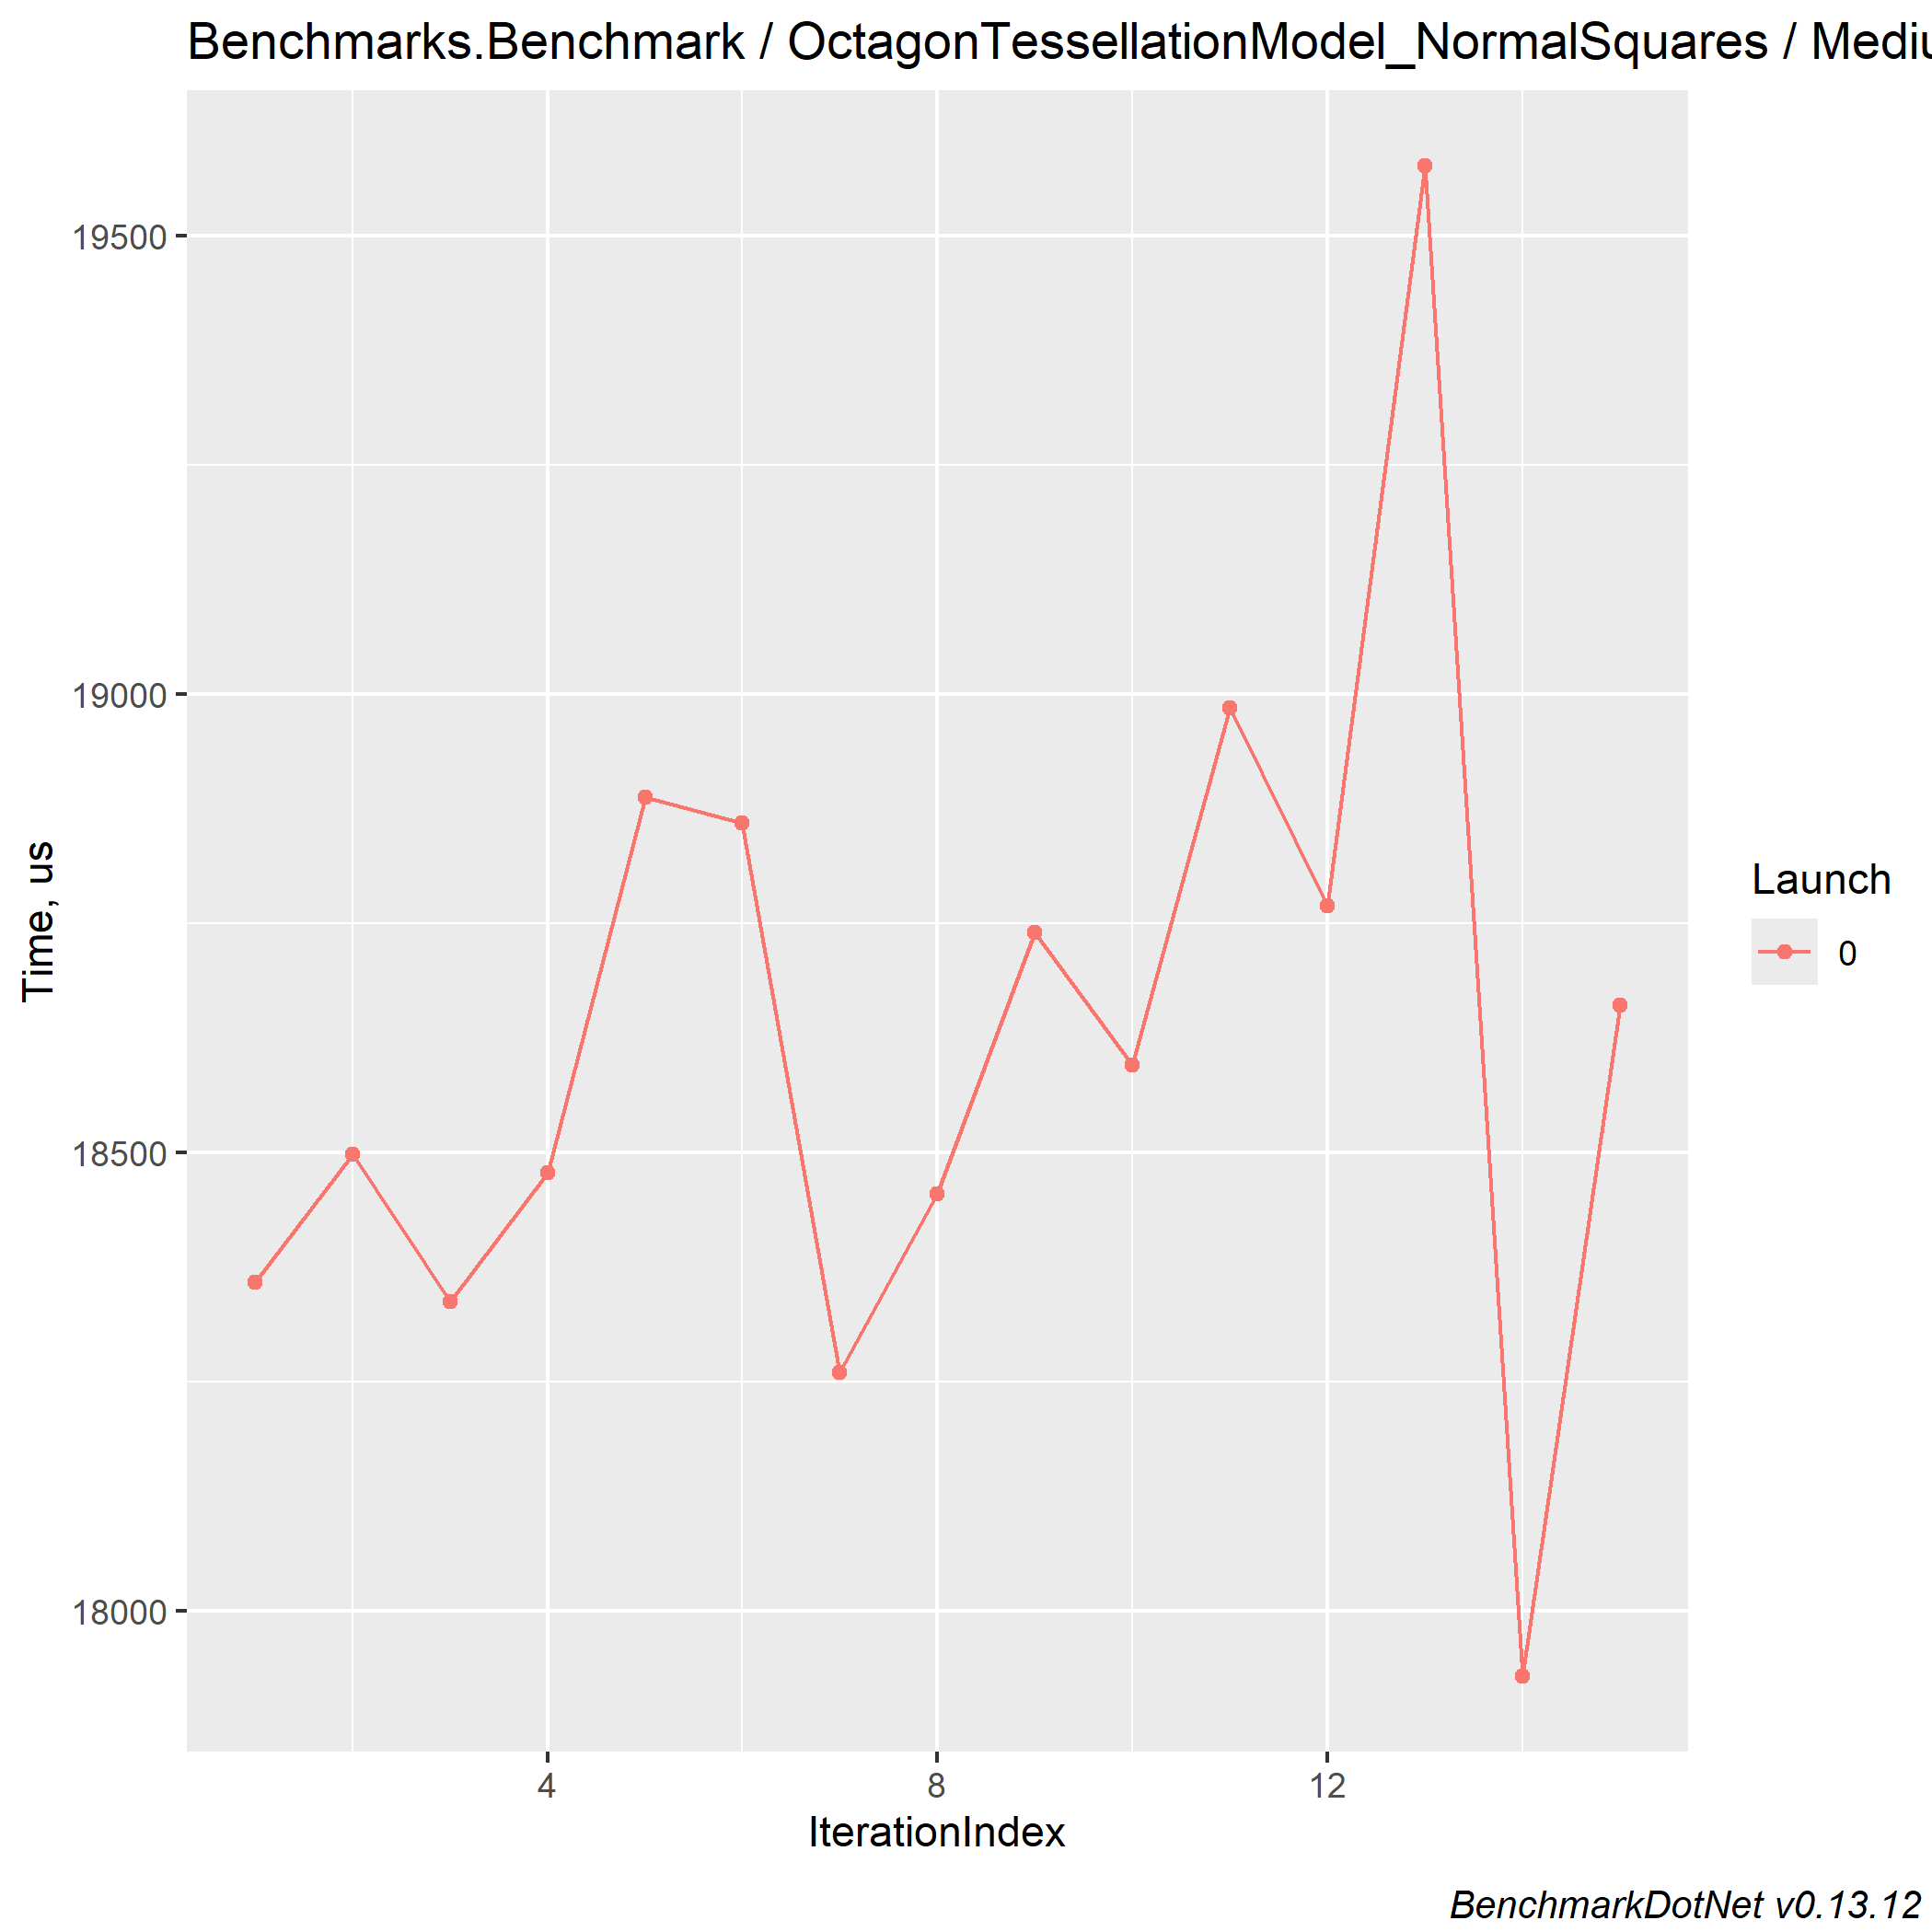 Benchmarks.Benchmark / OctagonTessellationModel_NormalSquares /
19500
19000
18500
18000
Time, us
4 8 12
IterationIndex
Launch
0
BenchmarkDotNet v0.13.12